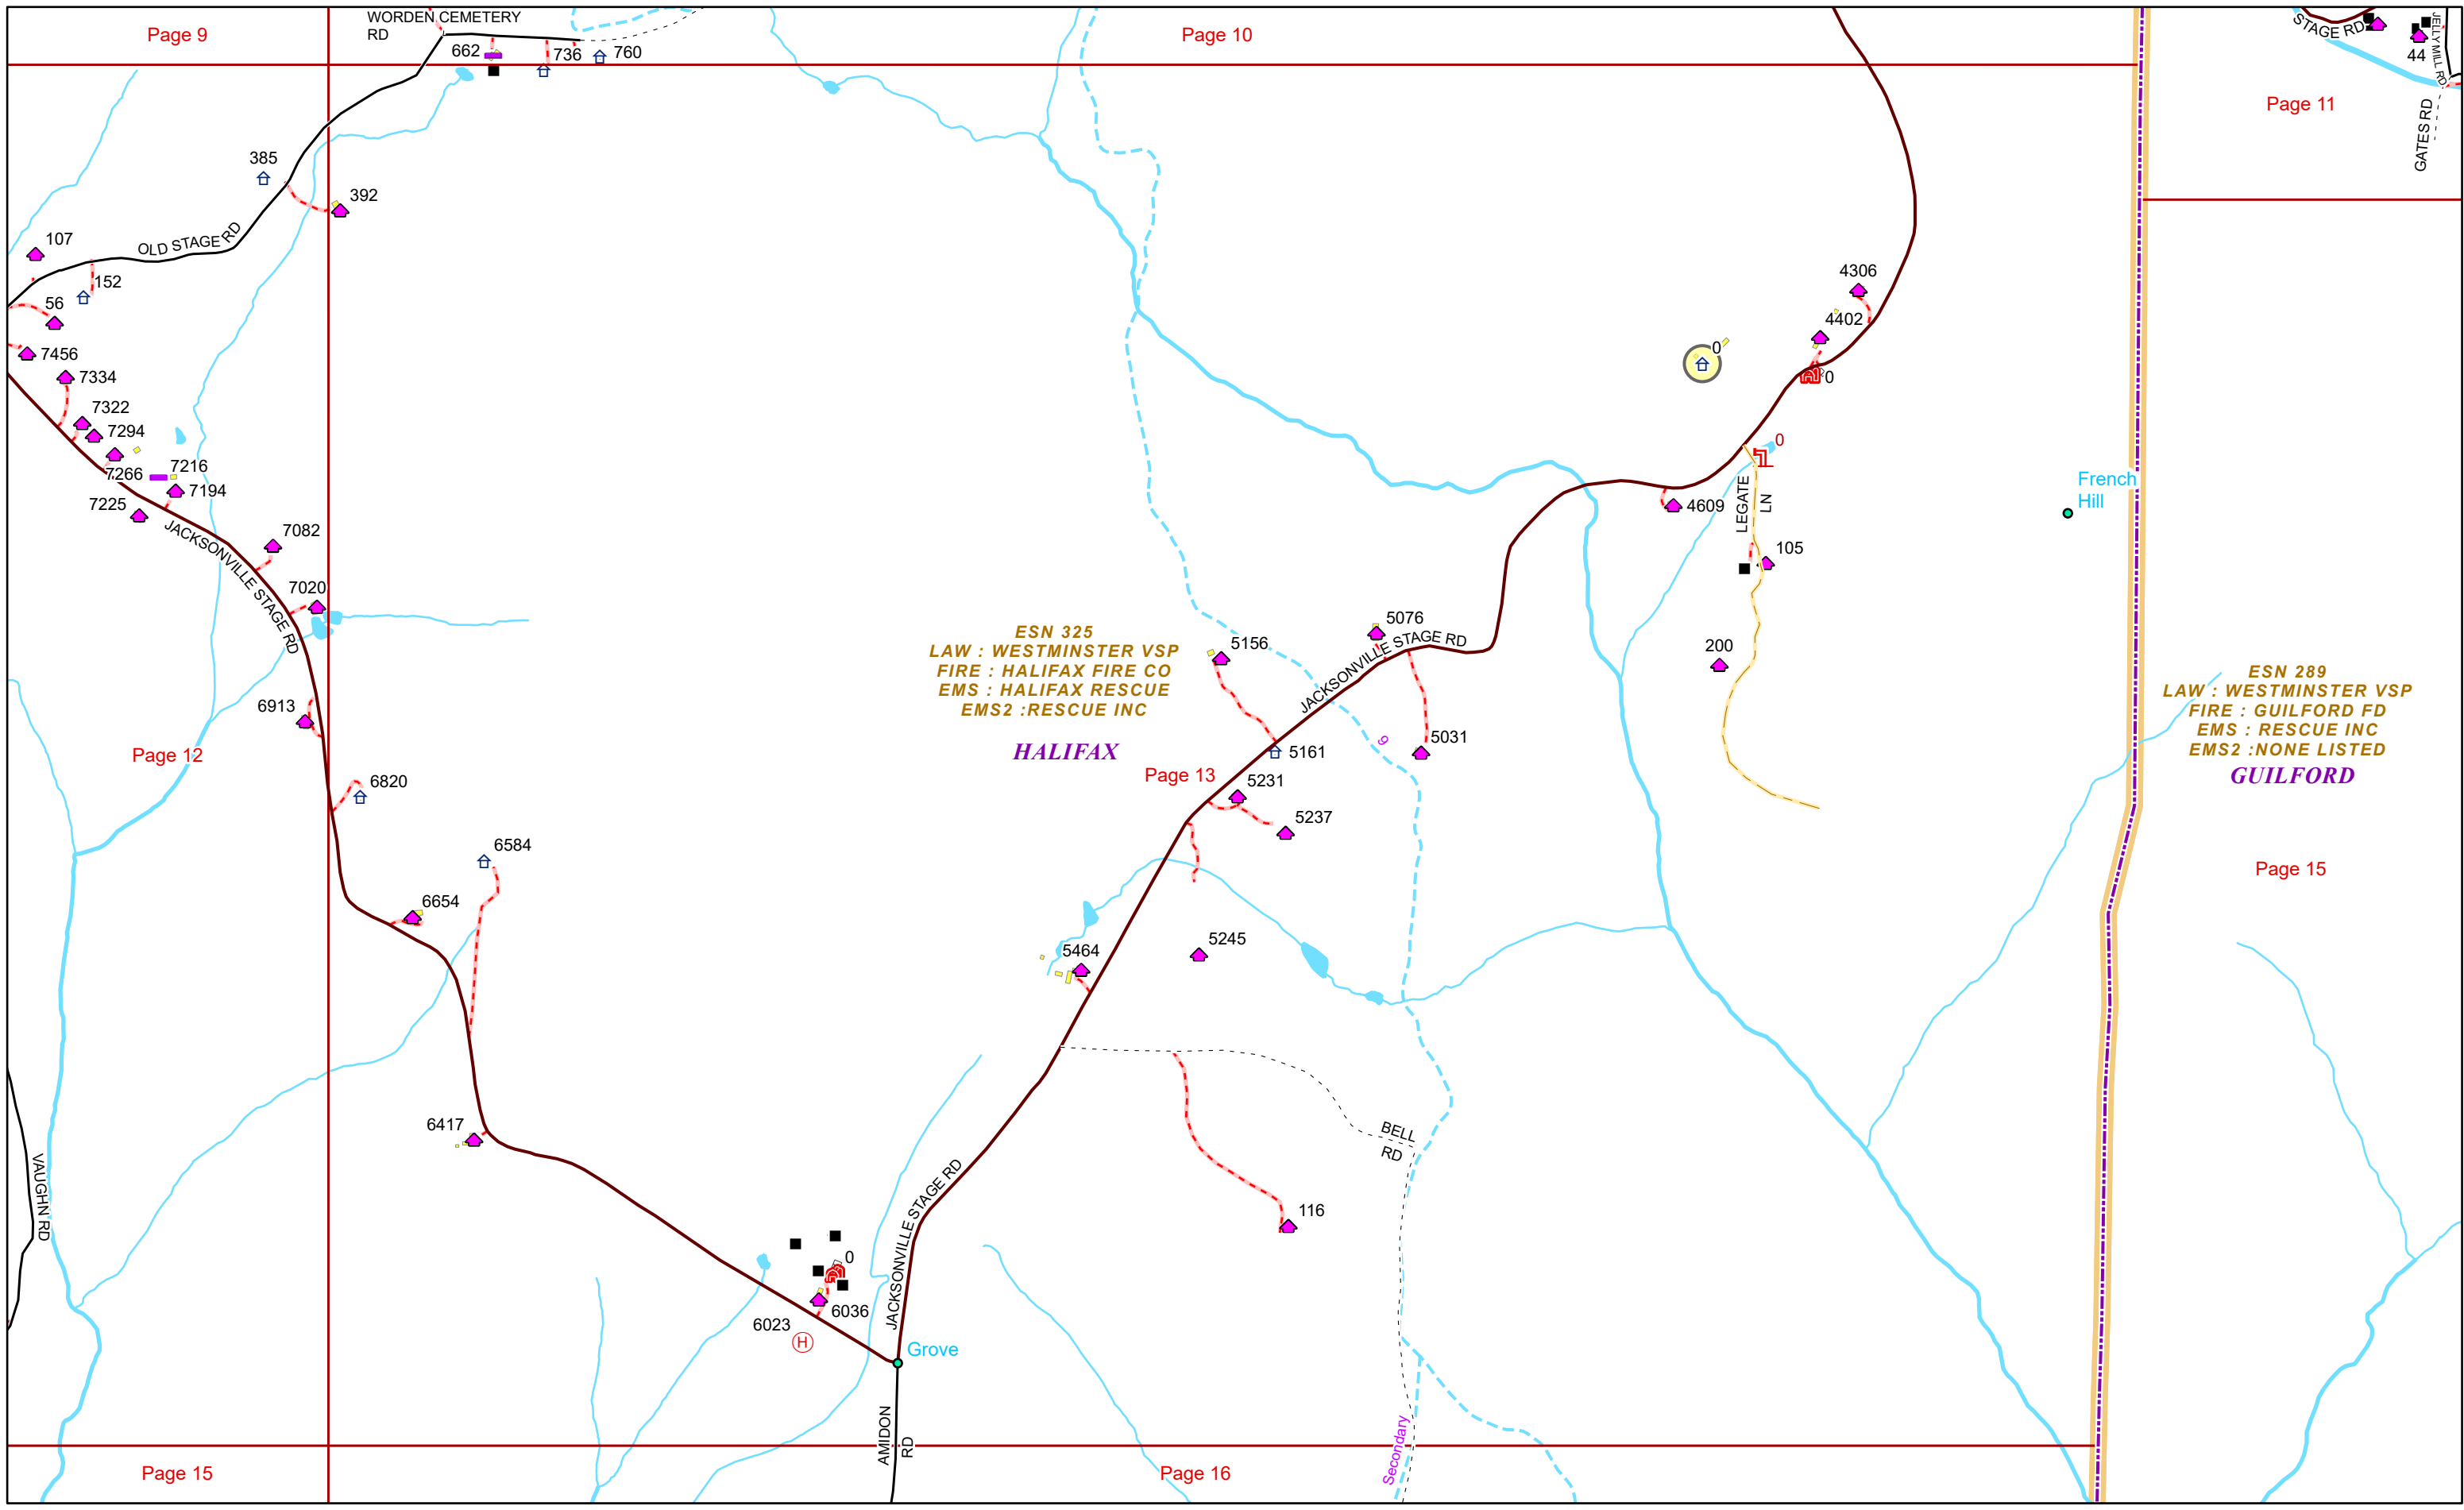 WORDEN CEMETERY
RD
Page 9
Page 10
662
736
760
STAGE RD
44
JELLY MILL RD
Page 11
GATES RD
385
392
107
OLD STAGE RD
152
56
7456
7334
7322
7294
7266
7216
7194
7225
JACKSONVILLE STAGE RD
7082
7020
6913
Page 12
6820
6584
6654
6417
VAUGHN RD
4306
4402
0
0
0
4609
LEGATE
LN
105
200
French
Hill
ESN 325
LAW : WESTMINSTER VSP
FIRE : HALIFAX FIRE CO
EMS : HALIFAX RESCUE
EMS2 :RESCUE INC
HALIFAX
5156
5076
JACKSONVILLE STAGE RD
9
5031
5161
Page 13
5231
5237
ESN 289
LAW : WESTMINSTER VSP
FIRE : GUILFORD FD
EMS : RESCUE INC
EMS2 :NONE LISTED
GUILFORD
Page 15
5464
5245
BELL
RD
116
JACKSONVILLE STAGE RD
0
6036
6023
H
Grove
AMIDON
RD
Secondary
Page 15
Page 16